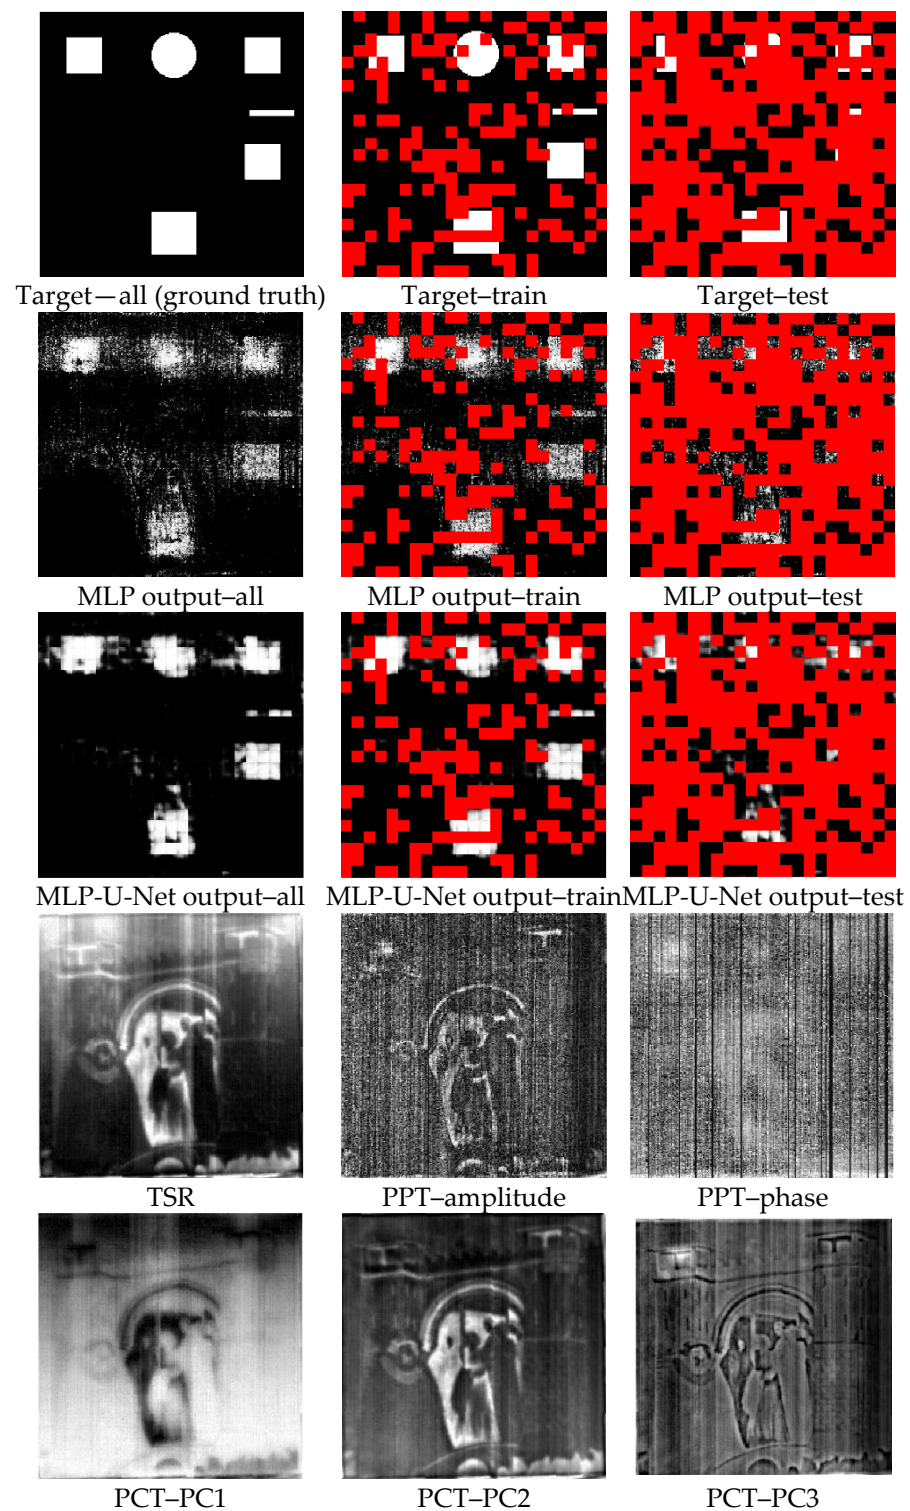 Target—all (ground truth) Target–train Target–test
MLP output–all MLP output–train MLP output–test
MLP-U-Net output–all MLP-U-Net output–train MLP-U-Net output–test
TSR PPT–amplitude PPT–phase
PCT–PC1 PCT–PC2 PCT–PC3